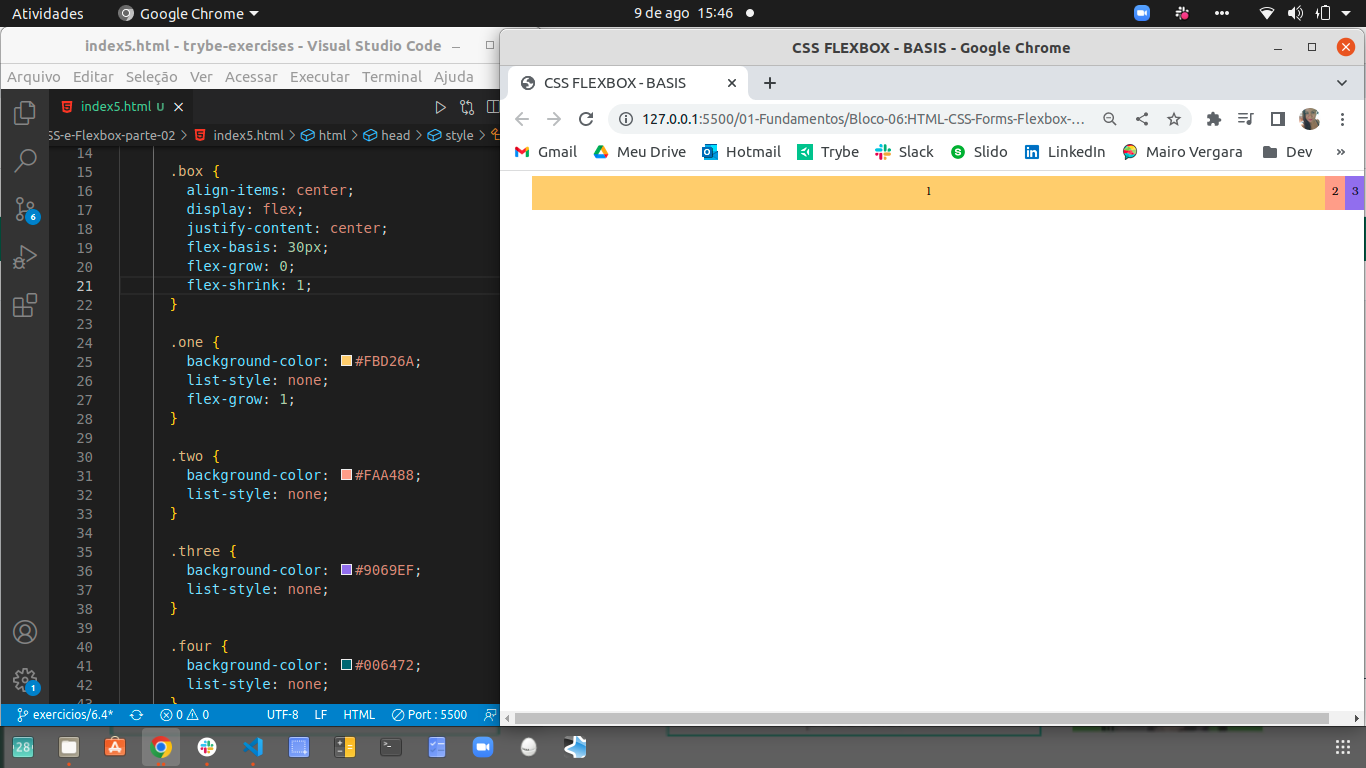 Atividades
Google Chrome
9 de ago 15:46
index5.html - trybe-exercises - Visual Studio Code
Arquivo Editar Seleção Ver Acessar Executar Terminal Ajuda
index5.html U
SS-e-Flexbox-parte-02 > index5.html > html > head > style >
14
15 .box {
16 align-items: center;
17 display: flex;
18 justify-content: center;
19 flex-basis: 30px;
20 flex-grow: 0;
21 flex-shrink: 1;
22 }
23
24 .one {
25 background-color: #FBD26A;
26 list-style: none;
27 flex-grow: 1;
28 }
29
30 .two {
31 background-color: #FAA488;
32 list-style: none;
33 }
34
35 .three {
36 background-color: #9069EF;
37 list-style: none;
38 }
39
40 .four {
41 background-color: #006472;
42 list-style: none;
43 }
6
1
exercicios/6.4* 0 0 UTF-8 LF HTML Port : 5500
CSS FLEXBOX - BASIS - Google Chrome
CSS FLEXBOX - BASIS
127.0.0.1:5500/01-Fundamentos/Bloco-06:HTML-CSS-Forms-Flexbox-...
Gmail Meu Drive Hotmail Trybe Slack Slido LinkedIn Mairo Vergara Dev »
1 2 3
28